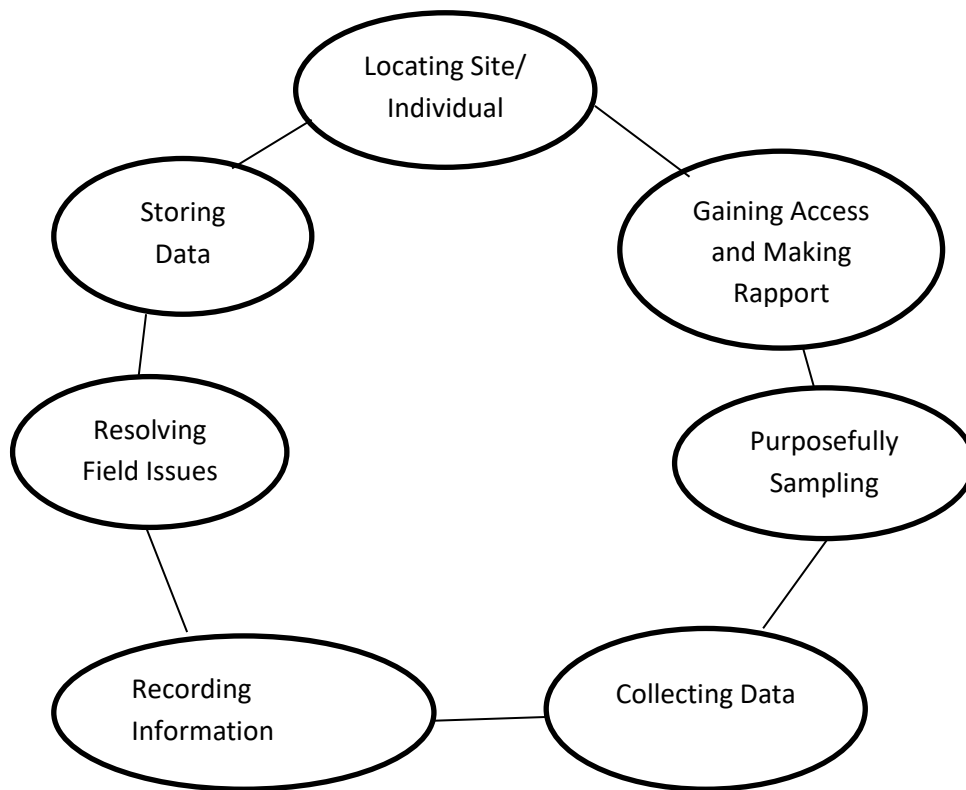 Locating Site/
Individual
Gaining Access
and Making
Rapport
Purposefully
Sampling
Collecting Data
Recording
Information
Resolving
Field Issues
Storing
Data